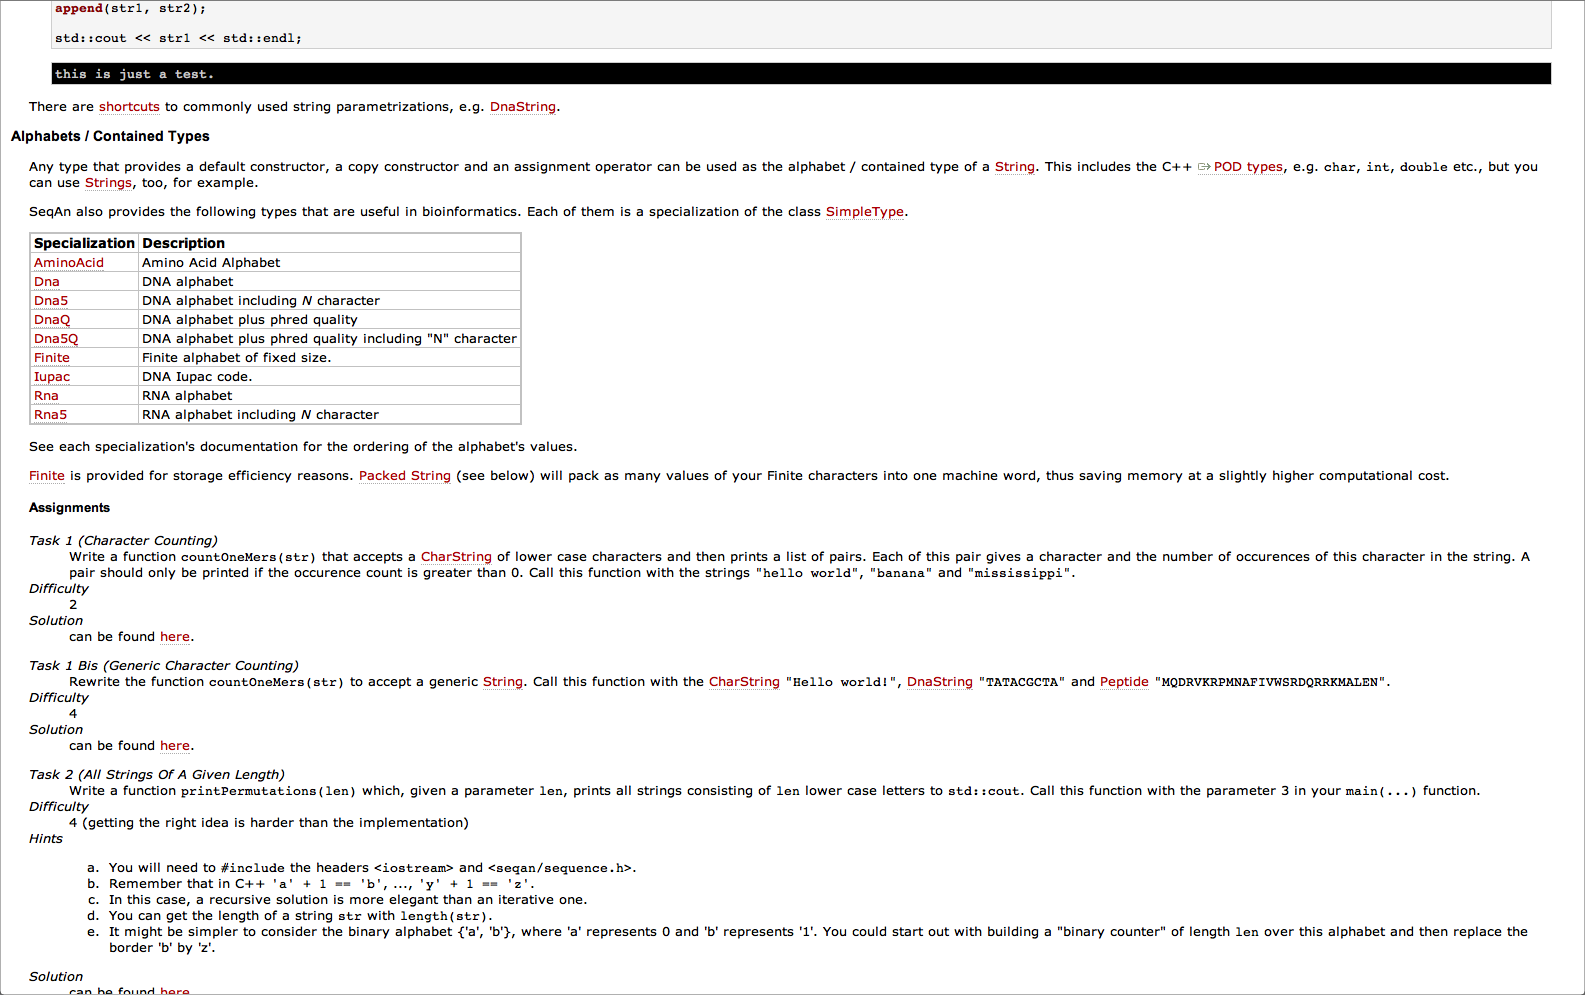 append(str1, str2);
std::cout << str1 << std::endl;
this is just a test.
There are shortcuts to commonly used string parametrizations, e.g. DnaString.
Alphabets / Contained Types
Any type that provides a default constructor, a copy constructor and an assignment operator can be used as the alphabet / contained type of a String. This includes the C++ POD types, e.g. char, int, double etc., but you
can use Strings, too, for example.
SeqAn also provides the following types that are useful in bioinformatics. Each of them is a specialization of the class SimpleType.
Specialization Description
AminoAcid Amino Acid Alphabet
Dna DNA alphabet
Dna5 DNA alphabet including N character
DnaQ DNA alphabet plus phred quality
Dna5Q DNA alphabet plus phred quality including "N" character
Finite Finite alphabet of fixed size.
Iupac DNA Iupac code.
Rna RNA alphabet
Rna5 RNA alphabet including N character
See each specialization's documentation for the ordering of the alphabet's values.
Finite is provided for storage efficiency reasons. Packed String (see below) will pack as many values of your Finite characters into one machine word, thus saving memory at a slightly higher computational cost.
Assignments
Task 1 (Character Counting)
Write a function countOneMers(str) that accepts a CharString of lower case characters and then prints a list of pairs. Each of this pair gives a character and the number of occurences of this character in the string. A
pair should only be printed if the occurence count is greater than 0. Call this function with the strings "hello world", "banana" and "mississippi".
Difficulty
2
Solution
can be found here.
Task 1 Bis (Generic Character Counting)
Rewrite the function countOneMers(str) to accept a generic String. Call this function with the CharString "Hello world!", DnaString "TATACGCTA" and Peptide "MQDRVKRPMNAFIVWSRDQRRKMALEN".
Difficulty
4
Solution
can be found here.
Task 2 (All Strings Of A Given Length)
Write a function printPermutations(len) which, given a parameter len, prints all strings consisting of len lower case letters to std::cout. Call this function with the parameter 3 in your main(...) function.
Difficulty
4 (getting the right idea is harder than the implementation)
Hints
a. You will need to #include the headers <iostream> and <seqan/sequence.h>.
b. Remember that in C++ 'a' + 1 == 'b', ..., 'y' + 1 == 'z'.
c. In this case, a recursive solution is more elegant than an iterative one.
d. You can get the length of a string str with length(str).
e. It might be simpler to consider the binary alphabet {'a', 'b'}, where 'a' represents 0 and 'b' represents '1'. You could start out with building a "binary counter" of length len over this alphabet and then replace the
border 'b' by 'z'.
Solution
can be found here